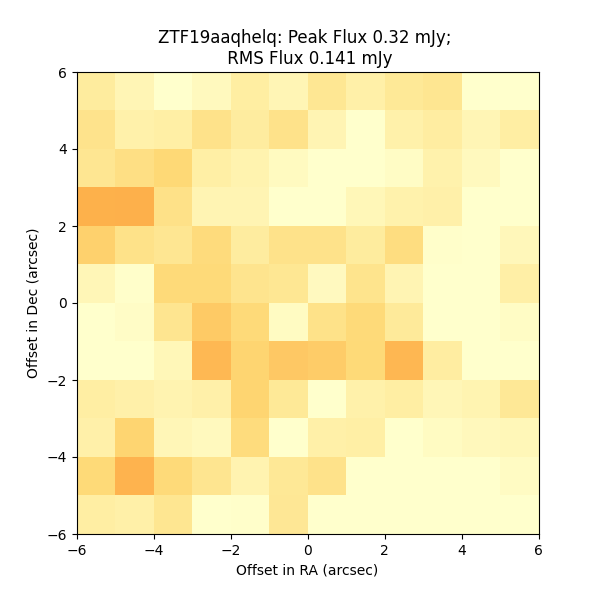 ZTF19aaqhelq: Peak Flux 0.32 mJy;
RMS Flux 0.141 mJy
6
4
2
0
−2
−4
−6
Offset in Dec (arcsec)
−6 −4 −2 0 2 4 6
Offset in RA (arcsec)